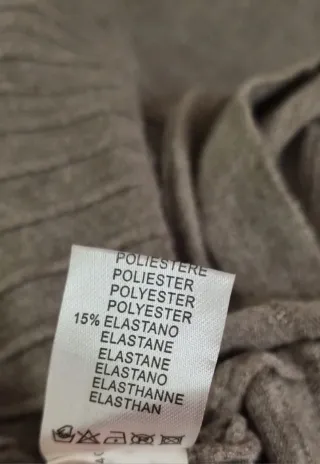 POLIESTERE
POLIESTER
POLYESTER
POLYESTER
15% ELASTANO
ELASTANE
ELASTANE
ELASTANO
ELASTHANNE
ELASTHAN